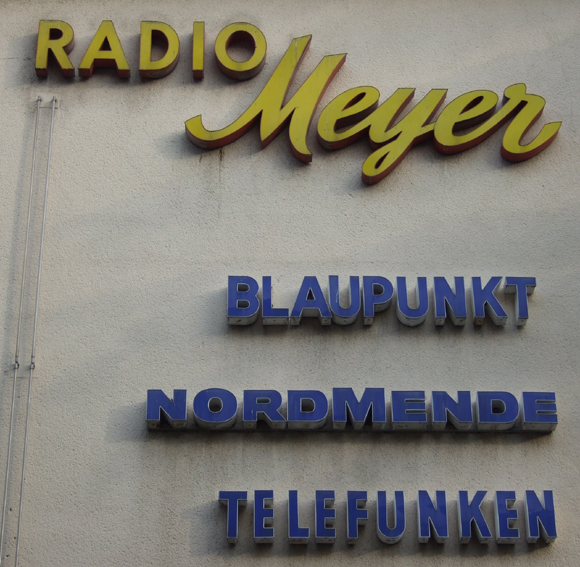 RADIO
Meyer
BLAUPUNKT
NORDMENDE
TELEFUNKEN